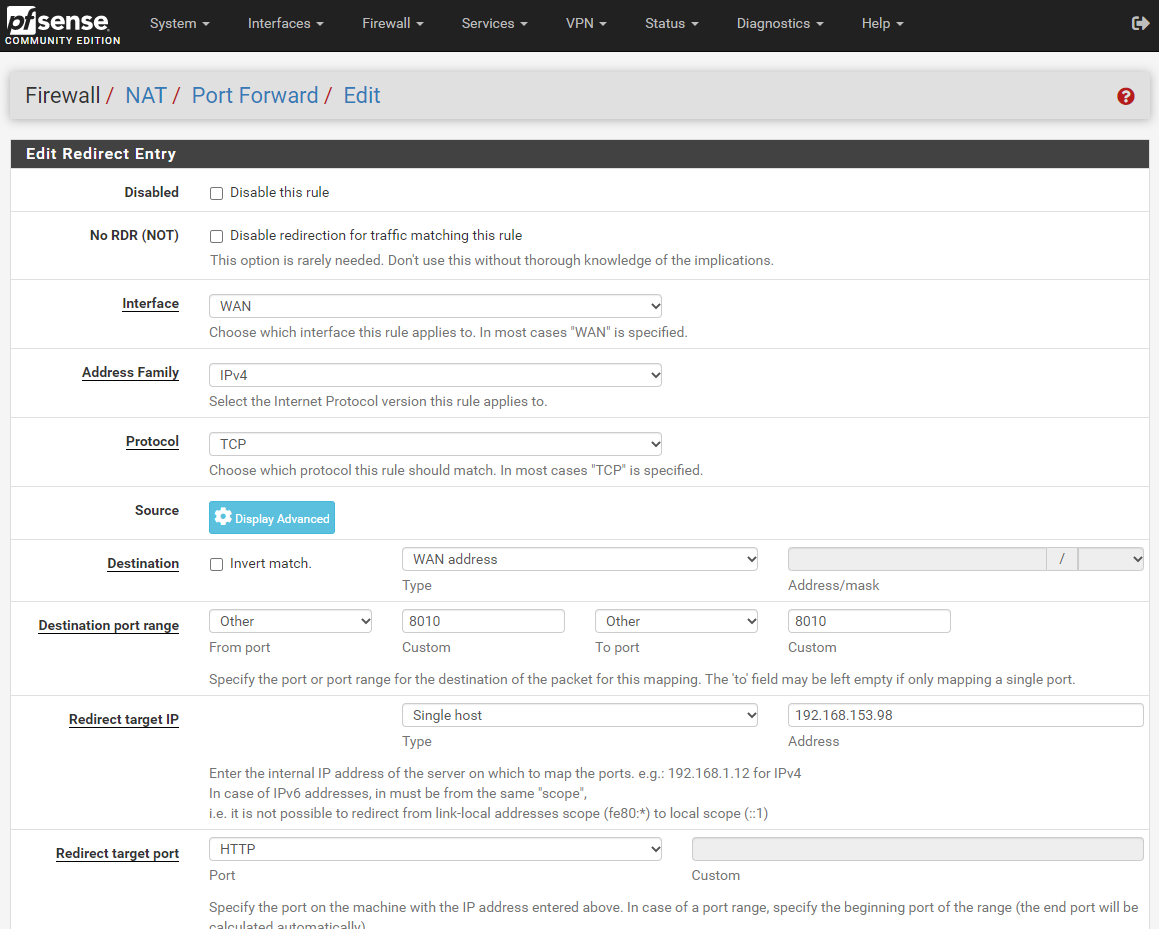 pfsense
COMMUNITY EDITION
System Interfaces Firewall Services VPN Status Diagnostics Help
Firewall / NAT / Port Forward / Edit
Edit Redirect Entry
Disabled Disable this rule
No RDR (NOT) Disable redirection for traffic matching this rule
This option is rarely needed. Don't use this without thorough knowledge of the implications.
Interface WAN
Choose which interface this rule applies to. In most cases "WAN" is specified.
Address Family IPv4
Select the Internet Protocol version this rule applies to.
Protocol TCP
Choose which protocol this rule should match. In most cases "TCP" is specified.
Source Display Advanced
Destination Invert match. WAN address /
Type Address/mask
Destination port range Other 8010 Other 8010
From port Custom To port Custom
Specify the port or port range for the destination of the packet for this mapping. The 'to' field may be left empty if only mapping a single port.
Redirect target IP Single host 192.168.153.98
Type Address
Enter the internal IP address of the server on which to map the ports. e.g.: 192.168.1.12 for IPv4
In case of IPv6 addresses, in must be from the same "scope",
i.e. it is not possible to redirect from link-local addresses scope (fe80:*) to local scope (::1)
Redirect target port HTTP
Port Custom
Specify the port on the machine with the IP address entered above. In case of a port range, specify the beginning port of the range (the end port will be
calculated automatically).